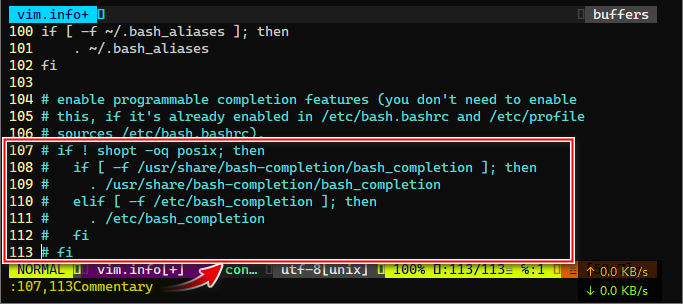 vim.info+ buffers
100 if [ -f ~/.bash_aliases ]; then
101     . ~/.bash_aliases
102 fi
103
104 # enable programmable completion features (you don't need to enable
105 # this, if it's already enabled in /etc/bash.bashrc and /etc/profile
106 # sources /etc/bash.bashrc).
107 # if ! shopt -oq posix; then
108 #   if [ -f /usr/share/bash-completion/bash_completion ]; then
109 #     . /usr/share/bash-completion/bash_completion
110 #   elif [ -f /etc/bash_completion ]; then
111 #     . /etc/bash_completion
112 #   fi
113 # fi
NORMAL vim.info[+] con… utf-8[unix] 100% :113/113≡ %:1
↑ 0.0 KB/s
:107,113Commentary
↓ 0.0 KB/s